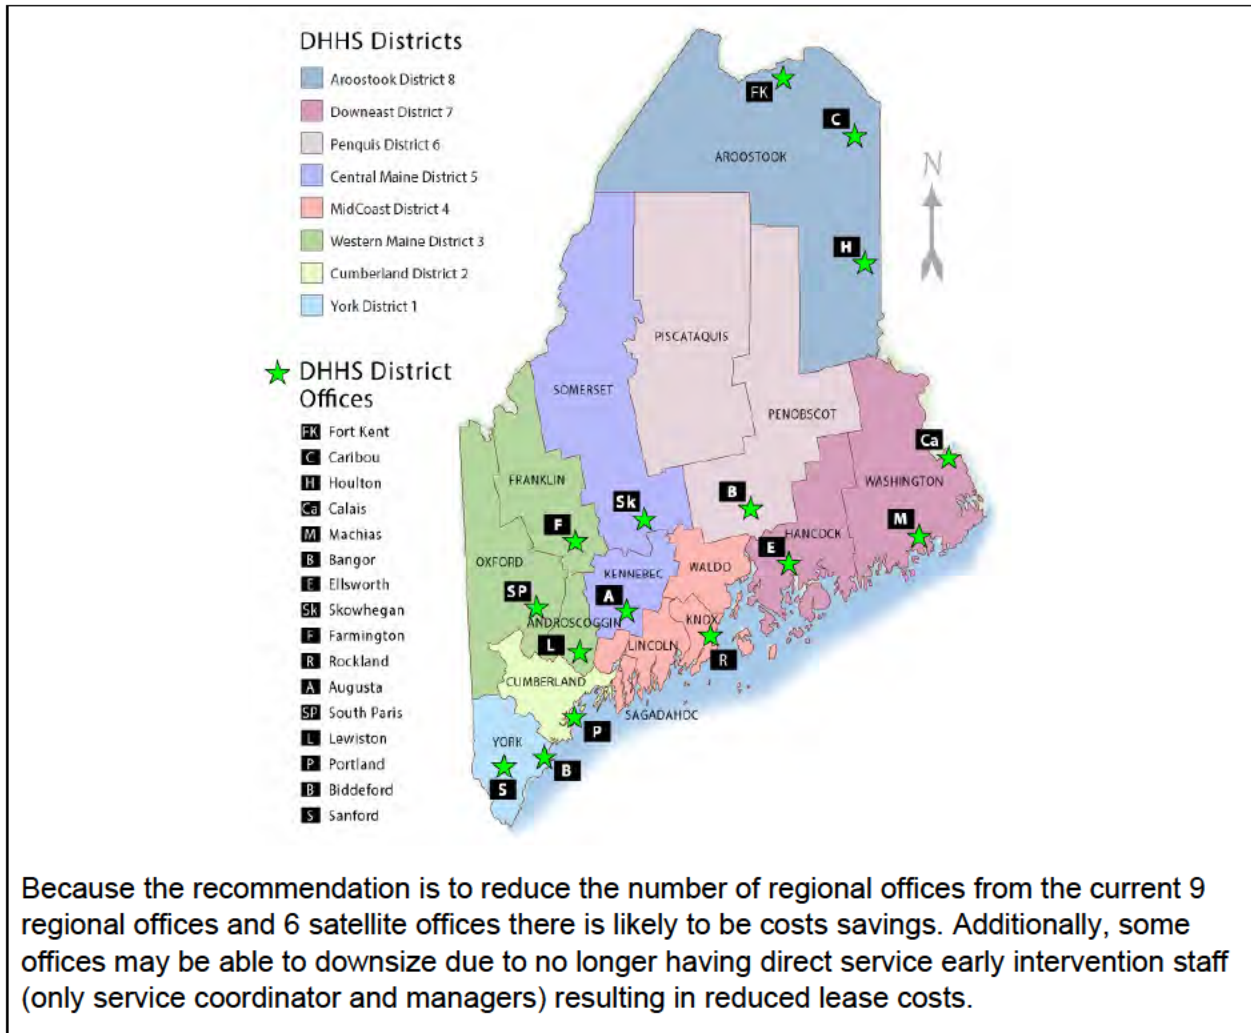 DHHS Districts
Aroostook District 8
Downeast District 7
Penquis District 6
Central Maine District 5
MidCoast District 4
Western Maine District 3
Cumberland District 2
York District 1
DHHS District
Offices
FK Fort Kent
C Caribou
H Houlton
Ca Calais
M Machias
B Bangor
E Ellsworth
Sk Skowhegan
F Farmington
R Rockland
A Augusta
SP South Paris
L Lewiston
P Portland
B Biddeford
S Sanford
FK
C
AROOSTOOK
N
H
PISCATAQUIS
SOMERSET
PENOBSCOT
Ca
FRANKLIN
WASHINGTON
Sk
B
F
M
HANCOCK
E
OXFORD
WALDO
KENNEBEC
SP
A
ANDROSCOGGIN
KNOX
L
LINCOLN
R
CUMBERLAND
SAGADAHOC
P
YORK
B
S
Because the recommendation is to reduce the number of regional offices from the current 9
regional offices and 6 satellite offices there is likely to be costs savings. Additionally, some
offices may be able to downsize due to no longer having direct service early intervention staff
(only service coordinator and managers) resulting in reduced lease costs.